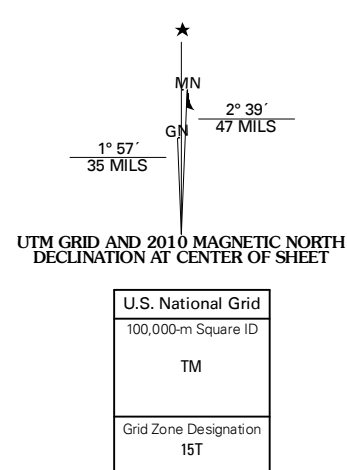 MN
2° 39´
47 MILS
GN
1° 57´
35 MILS
UTM GRID AND 2010 MAGNETIC NORTH
DECLINATION AT CENTER OF SHEET
U.S. National Grid
100,000-m Square ID
TM
Grid Zone Designation
15T